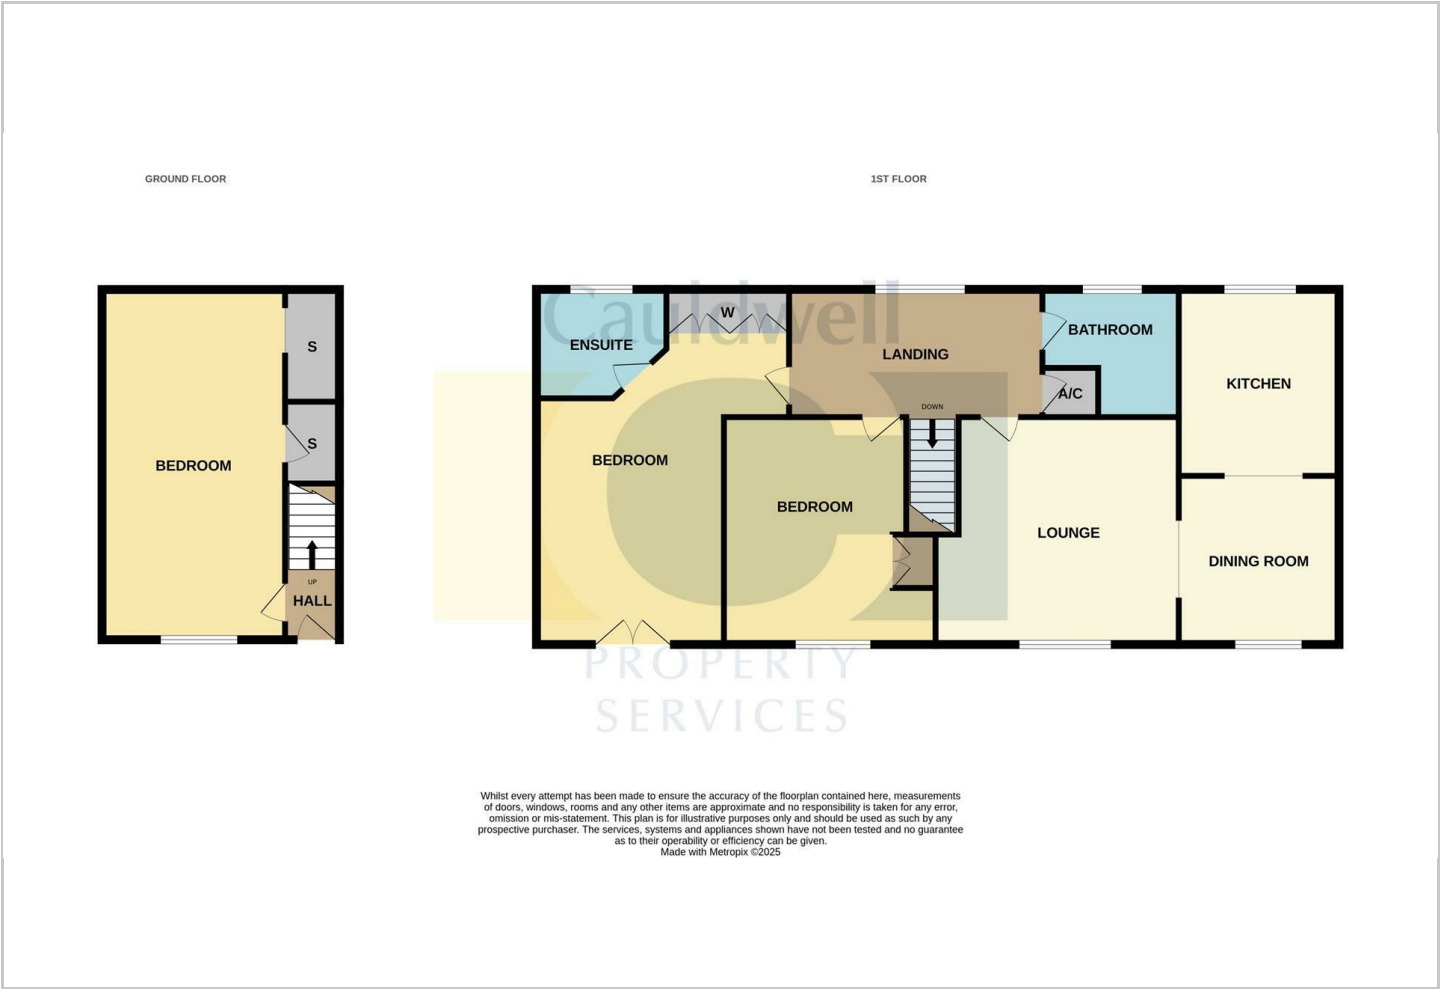 GROUND FLOOR
1ST FLOOR
Cauldwell
W
ENSUITE
BATHROOM
S
LANDING
KITCHEN
A/C
DOWN
S
BEDROOM
BEDROOM
BEDROOM
LOUNGE
DINING ROOM
UP
HALL
PROPERTY
SERVICES
Whilst every attempt has been made to ensure the accuracy of the floorplan contained here, measurements
of doors, windows, rooms and any other items are approximate and no responsibility is taken for any error,
omission or mis-statement. This plan is for illustrative purposes only and should be used as such by any
prospective purchaser. The services, systems and appliances shown have not been tested and no guarantee
as to their operability or efficiency can be given.
Made with Metropix ©2025